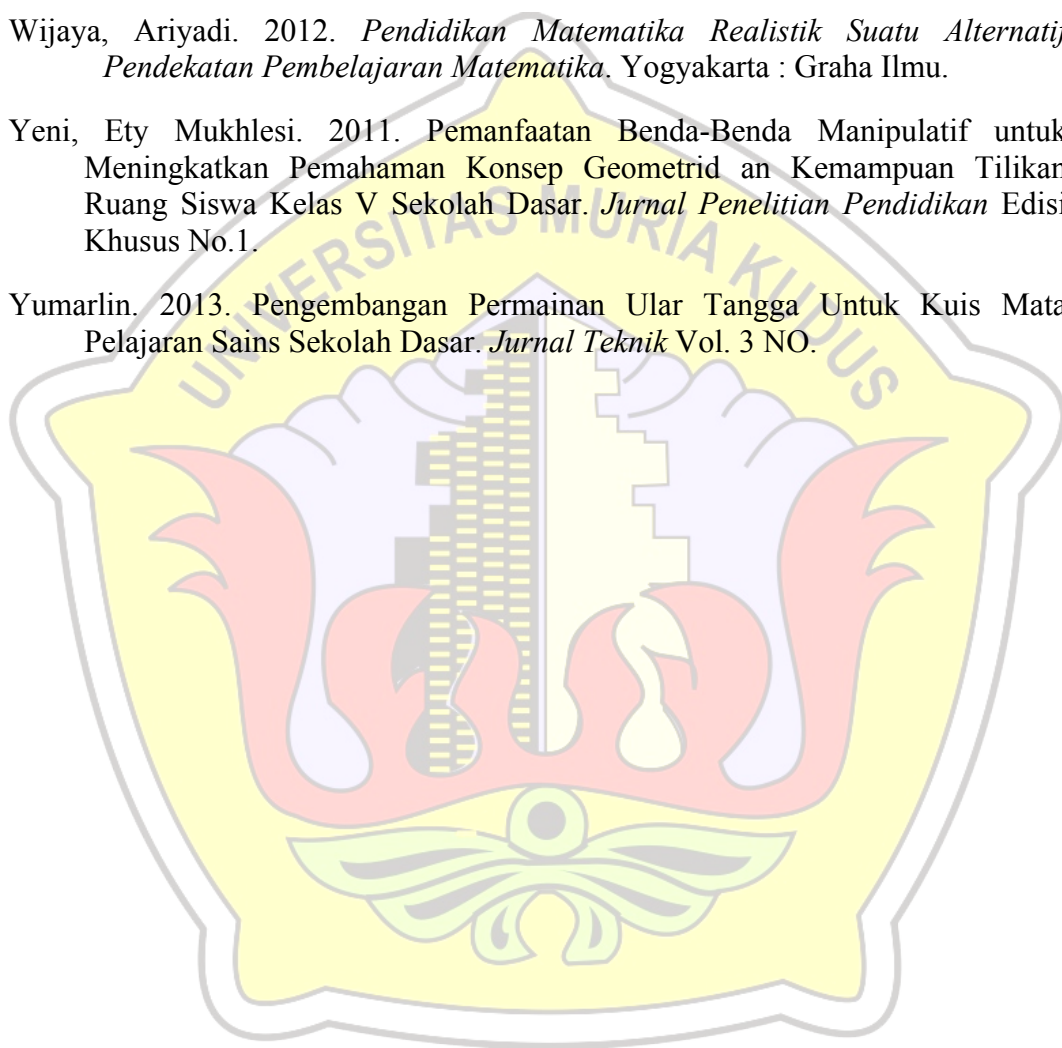 Wijaya, Ariyadi. 2012. Pendidikan Matematika Realistik Suatu Alternatif
Pendekatan Pembelajaran Matematika. Yogyakarta : Graha Ilmu.
Yeni, Ety Mukhlesi. 2011. Pemanfaatan Benda-Benda Manipulatif untuk
Meningkatkan Pemahaman Konsep Geometrid an Kemampuan Tilikan
Ruang Siswa Kelas V Sekolah Dasar. Jurnal Penelitian Pendidikan Edisi
Khusus No.1.
UNIVERSITAS MURIA KUDUS
Yumarlin. 2013. Pengembangan Permainan Ular Tangga Untuk Kuis Mata
Pelajaran Sains Sekolah Dasar. Jurnal Teknik Vol. 3 NO.